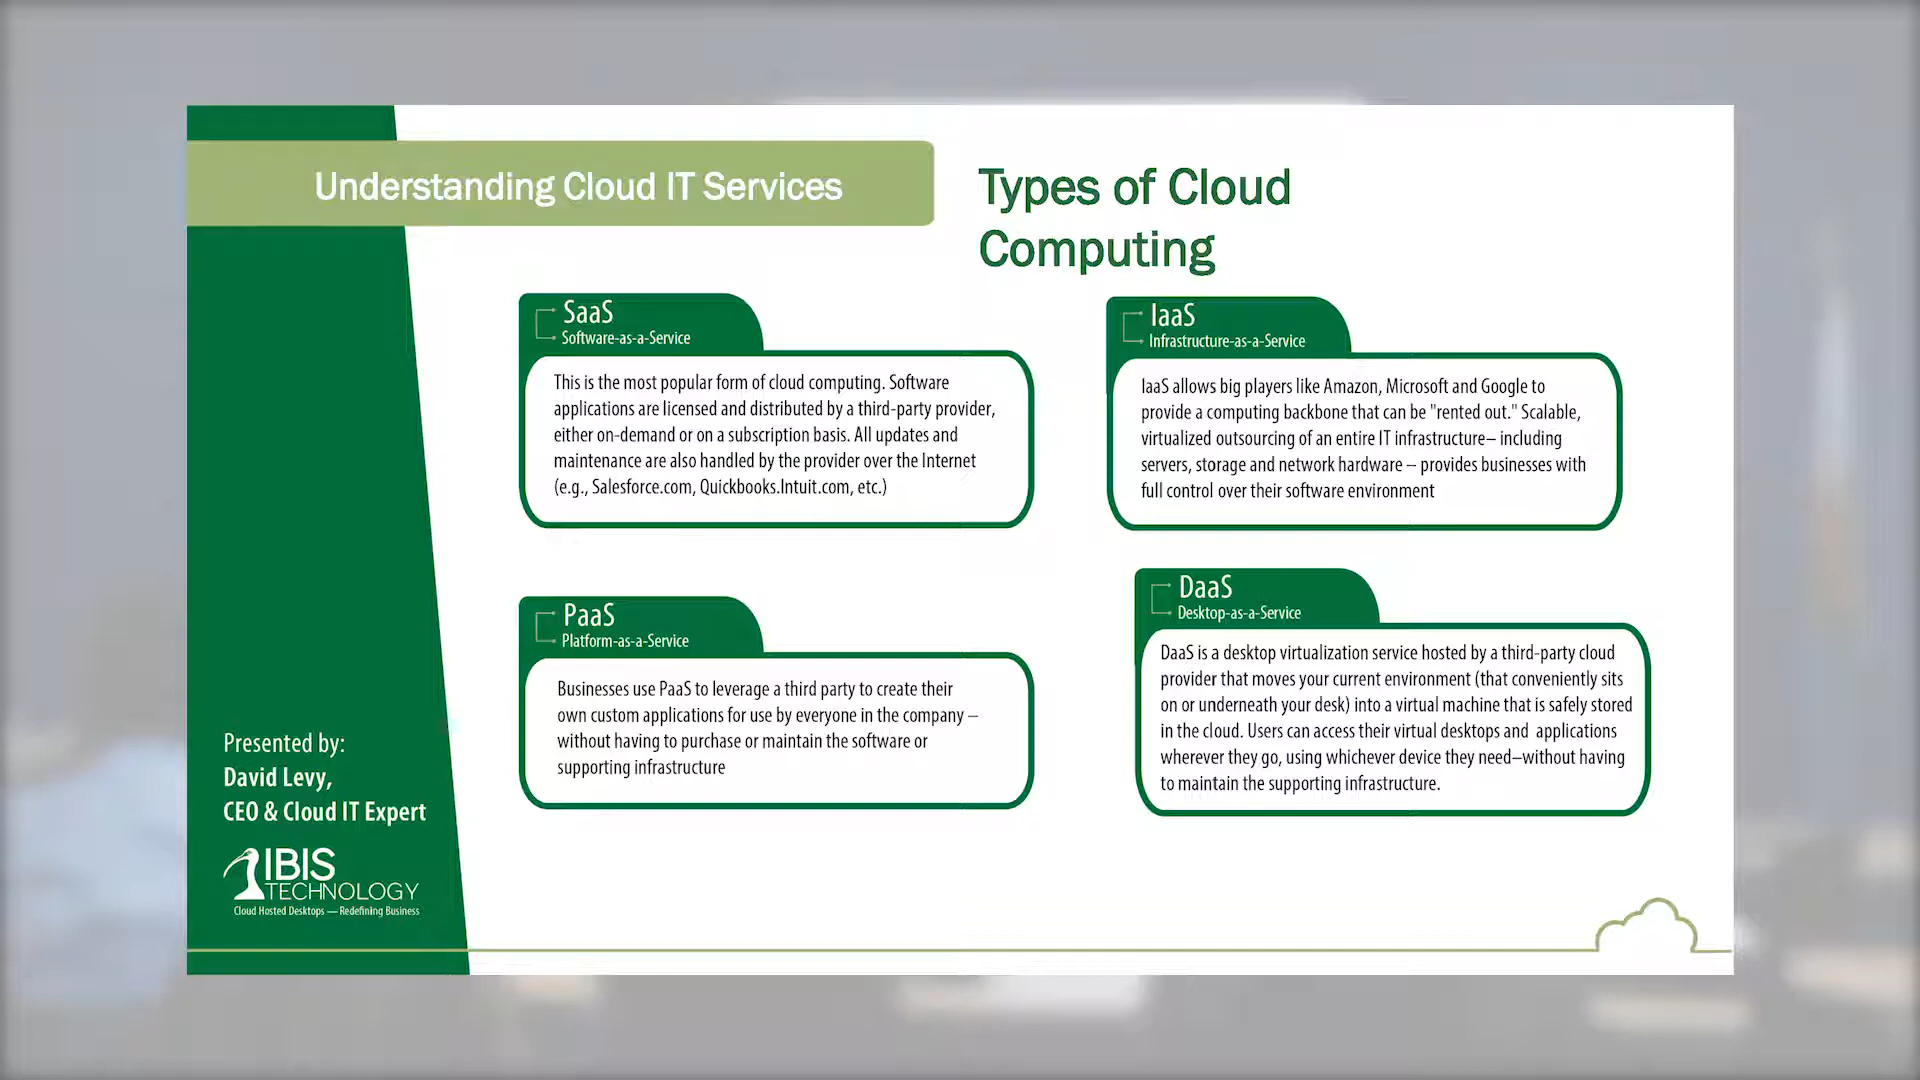 Understanding Cloud IT Services
Types of Cloud
Computing
SaaS
Software-as-a-Service
This is the most popular form of cloud computing. Software
applications are licensed and distributed by a third-party provider,
either on-demand or on a subscription basis. All updates and
maintenance are also handled by the provider over the Internet
(e.g., Salesforce.com, Quickbooks.Intuit.com, etc.)
IaaS
Infrastructure-as-a-Service
IaaS allows big players like Amazon, Microsoft and Google to
provide a computing backbone that can be "rented out." Scalable,
virtualized outsourcing of an entire IT infrastructure– including
servers, storage and network hardware – provides businesses with
full control over their software environment
PaaS
Platform-as-a-Service
Businesses use PaaS to leverage a third party to create their
own custom applications for use by everyone in the company –
without having to purchase or maintain the software or
supporting infrastructure
DaaS
Desktop-as-a-Service
DaaS is a desktop virtualization service hosted by a third-party cloud
provider that moves your current environment (that conveniently sits
on or underneath your desk) into a virtual machine that is safely stored
in the cloud. Users can access their virtual desktops and applications
wherever they go, using whichever device they need–without having
to maintain the supporting infrastructure.
Presented by:
David Levy,
CEO & Cloud IT Expert
IBIS
TECHNOLOGY
Cloud Hosted Desktops — Redefining Business